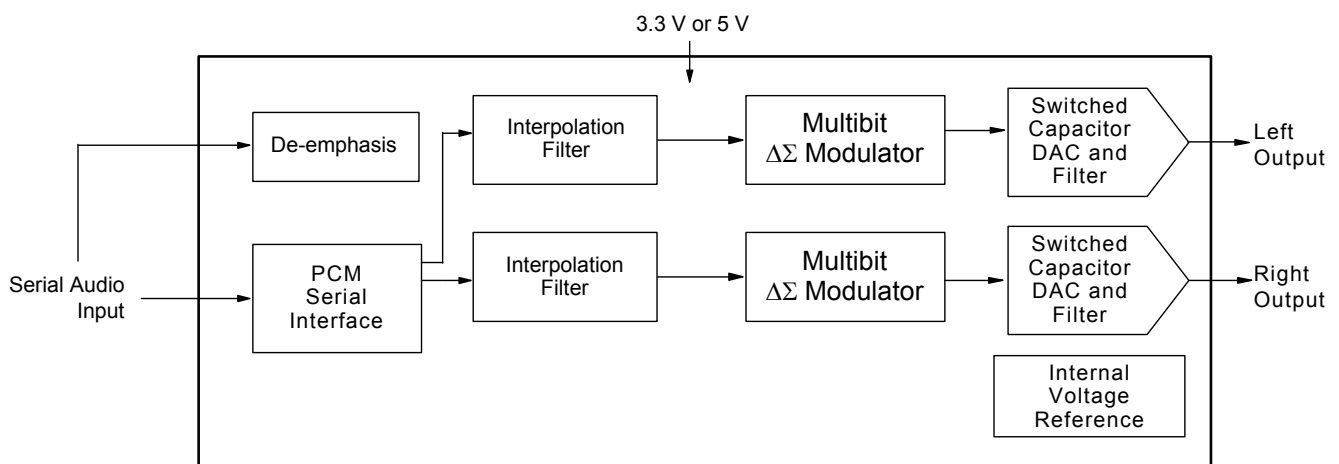 3.3 V or 5 V
De-emphasis
Interpolation
Filter
Multibit
ΔΣ Modulator
Switched
Capacitor
DAC and
Filter
Left
Output
Serial Audio
Input
PCM
Serial
Interface
Interpolation
Filter
Multibit
ΔΣ Modulator
Switched
Capacitor
DAC and
Filter
Right
Output
Internal
Voltage
Reference